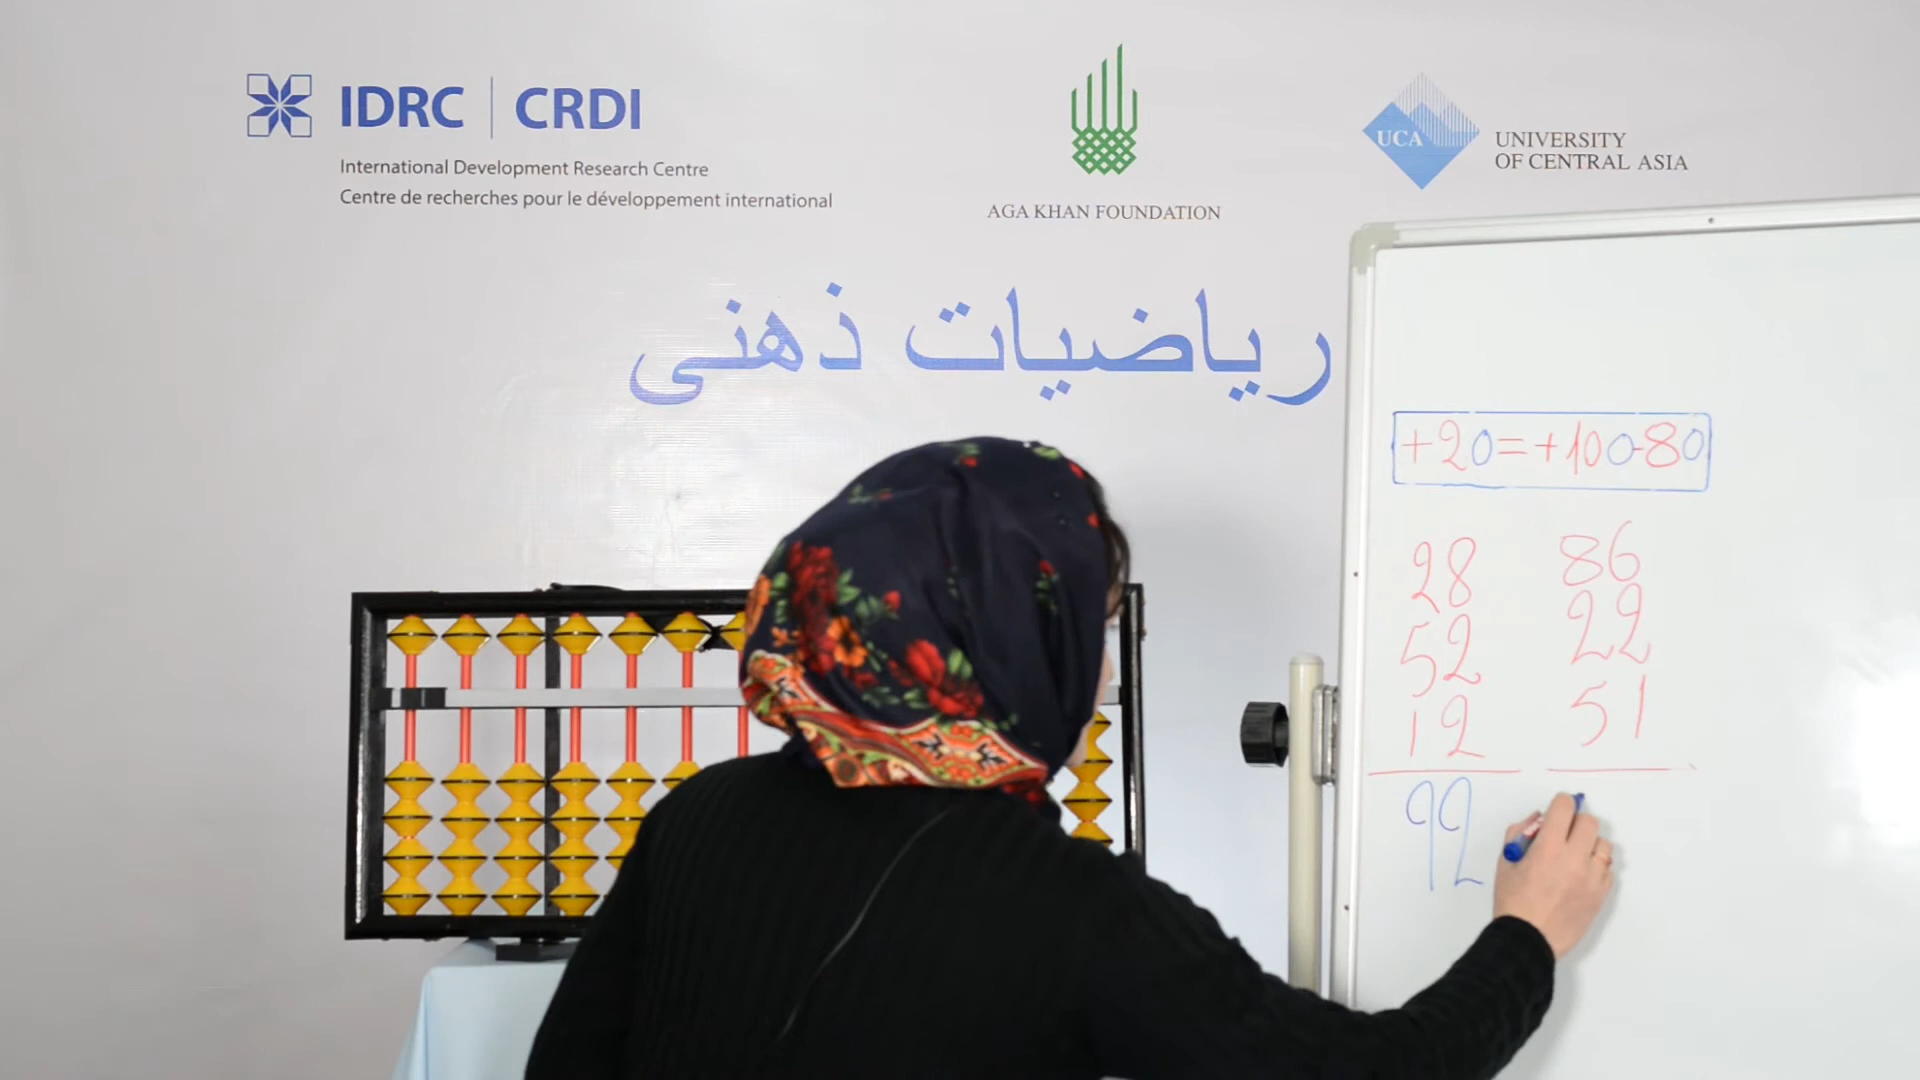 IDRC | CRDI
International Development Research Centre
Centre de recherches pour le développement international
AGA KHAN FOUNDATION
UCA
UNIVERSITY
OF CENTRAL ASIA
ریاضیات ذهنی
+20=+100-80
28
52
12
92
86
22
51